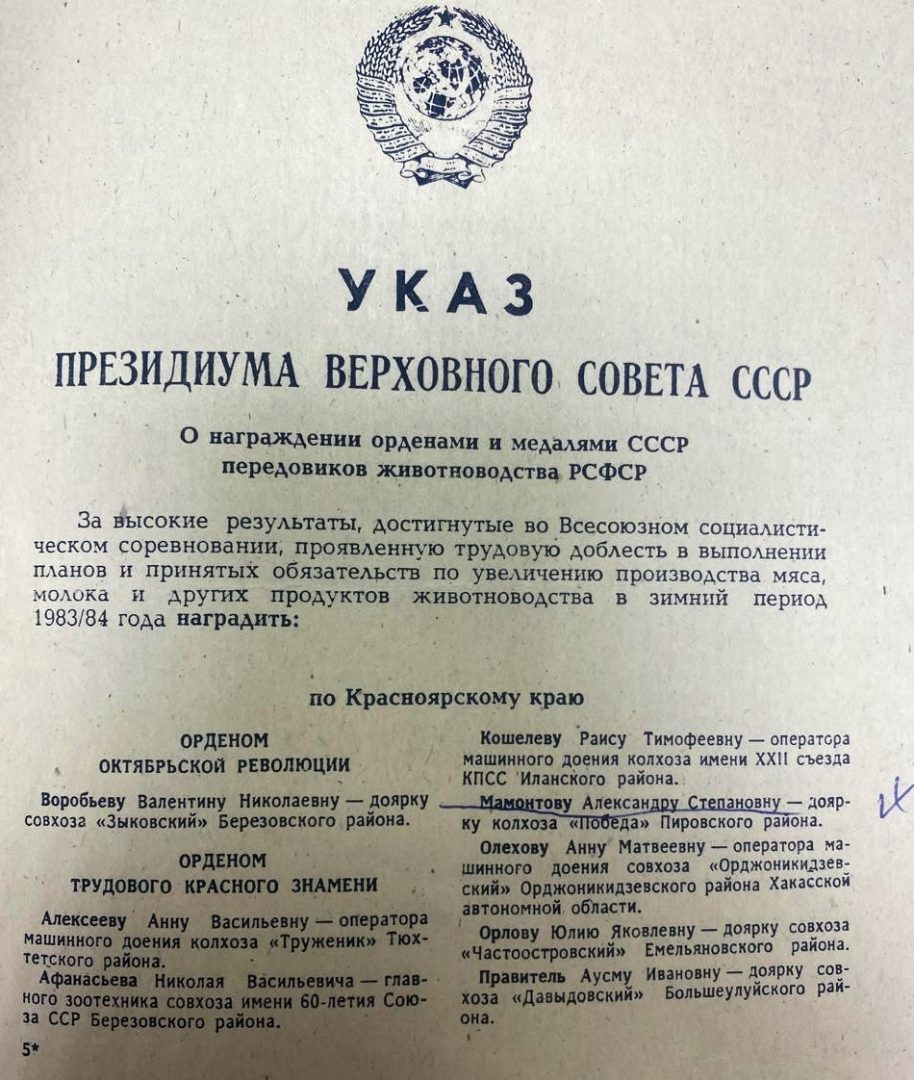 УКАЗ
ПРЕЗИДИУМА ВЕРХОВНОГО СОВЕТА СССР
О награждении орденами и медалями СССР
передовиков животноводства РСФСР
За высокие результаты, достигнутые во Всесоюзном социалисти-
ческом соревновании, проявленную трудовую доблесть в выполнении
планов и принятых обязательств по увеличению производства мяса,
молока и других продуктов животноводства в зимний период
1983/84 года наградить:
по Красноярскому краю
ОРДЕНОМ
ОКТЯБРЬСКОЙ РЕВОЛЮЦИИ
Воробьеву Валентину Николаевну — доярку
совхоза «Зыковский» Березовского района.
ОРДЕНОМ
ТРУДОВОГО КРАСНОГО ЗНАМЕНИ
Алексееву Анну Васильевну — оператора
машинного доения колхоза «Труженик» Тюх-
тетского района.
Афанасьева Николая Васильевича — глав-
ного зоотехника совхоза имени 60-летия Сою-
за ССР Березовского района.
5*
Кошелеву Раису Тимофеевну — оператора
машинного доения колхоза имени XXII съезда
КПСС Иланского района.
Мамонтову Александру Степановну — дояр-
ку колхоза «Победа» Пировского района.
Олехову Анну Матвеевну — оператора ма-
шинного доения совхоза «Орджоникидзев-
ский» Орджоникидзевского района Хакасской
автономной области.
Орлову Юлию Яковлевну — доярку совхоза
«Частоостровский» Емельяновского района.
Правитель Аусму Ивановну — доярку сов-
хоза «Давыдовский» Большеулуйского рай-
она.